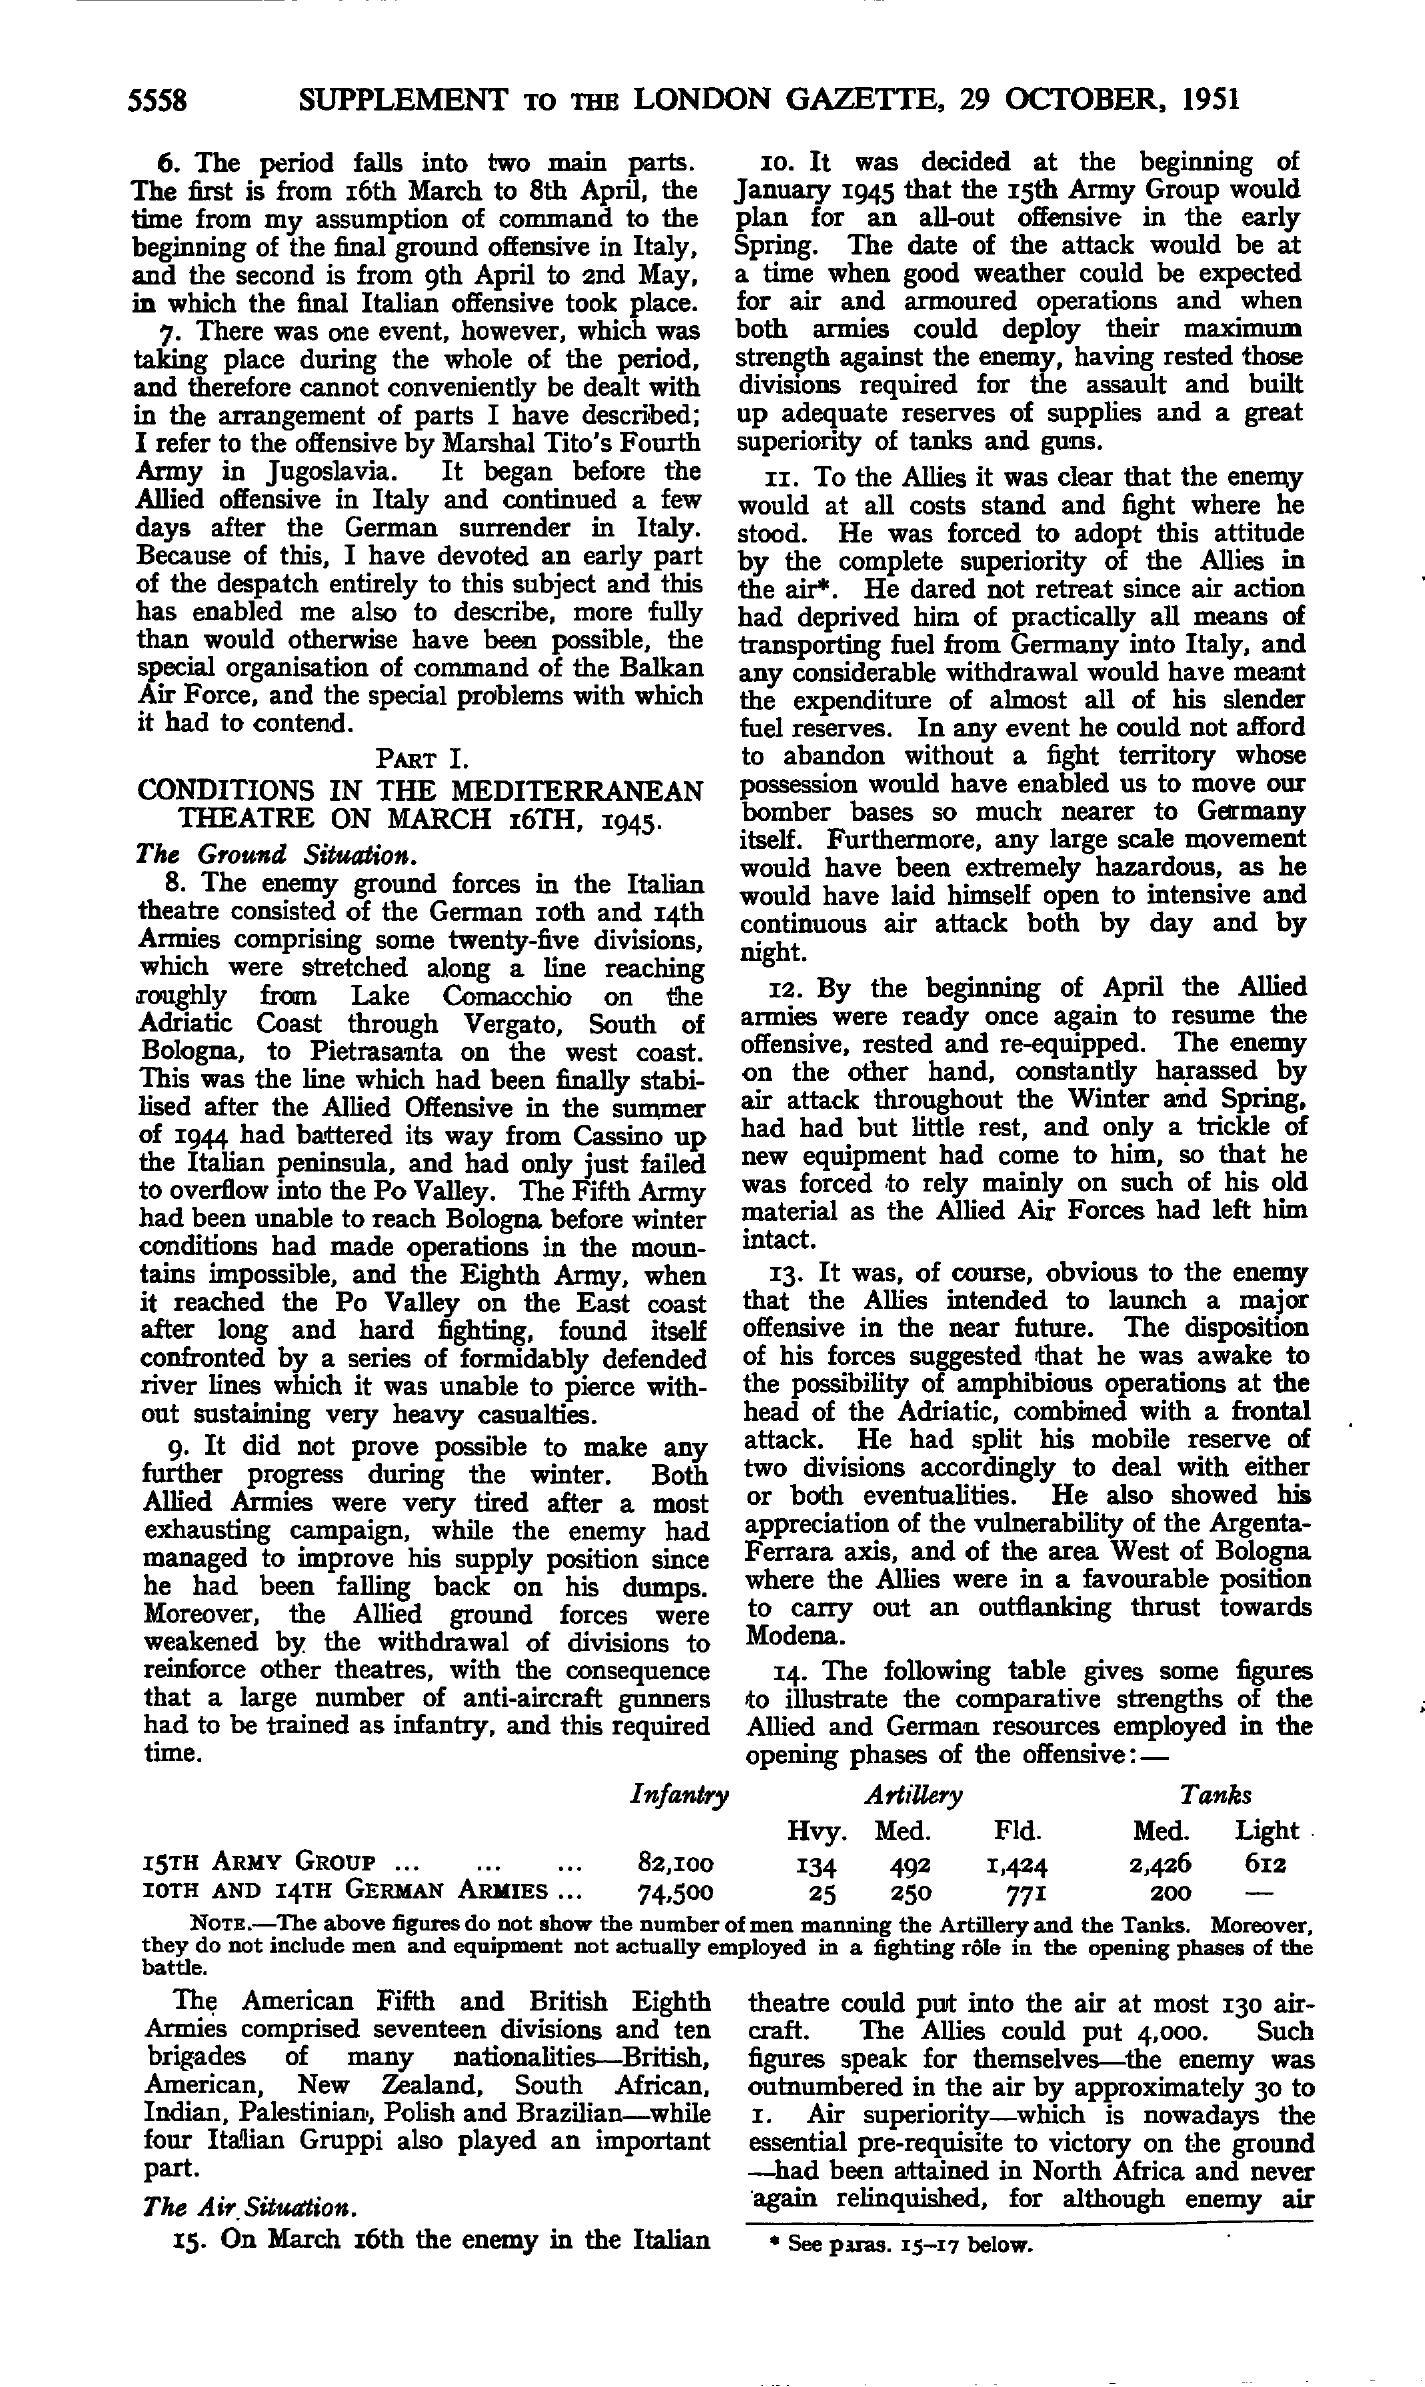 5558 SUPPLEMENT TO THE LONDON GAZETTE, 29 OCTOBER, 1951
6. The period falls into two main parts.
The first is from 16th March to 8th April, the
time from my assumption of command to the
beginning of the final ground offensive in Italy,
and the second is from 9th April to 2nd May,
in which the final Italian offensive took place.
7. There was one event, however, which was
taking place during the whole of the period,
and therefore cannot conveniently be dealt with
in the arrangement of parts I have described;
I refer to the offensive by Marshal Tito's Fourth
Army in Jugoslavia. It began before the
Allied offensive in Italy and continued a few
days after the German surrender in Italy.
Because of this, I have devoted an early part
of the despatch entirely to this subject and this
has enabled me also to describe, more fully
than would otherwise have been possible, the
special organisation of command of the Balkan
Air Force, and the special problems with which
it had to contend.
PART I.
CONDITIONS IN THE MEDITERRANEAN
THEATRE ON MARCH 16TH, 1945.
The Ground Situation.
8. The enemy ground forces in the Italian
theatre consisted of the German 10th and 14th
Armies comprising some twenty-five divisions,
which were stretched along a line reaching
roughly from Lake Comacchio on the
Adriatic Coast through Vergato, South of
Bologna, to Pietrasanta on the west coast.
This was the line which had been finally stabi-
lised after the Allied Offensive in the summer
of 1944 had battered its way from Cassino up
the Italian peninsula, and had only just failed
to overflow into the Po Valley. The Fifth Army
had been unable to reach Bologna before winter
conditions had made operations in the moun-
tains impossible, and the Eighth Army, when
it reached the Po Valley on the East coast
after long and hard fighting, found itself
confronted by a series of formidably defended
river lines which it was unable to pierce with-
out sustaining very heavy casualties.
9. It did not prove possible to make any
further progress during the winter. Both
Allied Armies were very tired after a most
exhausting campaign, while the enemy had
managed to improve his supply position since
he had been falling back on his dumps.
Moreover, the Allied ground forces were
weakened by the withdrawal of divisions to
reinforce other theatres, with the consequence
that a large number of anti-aircraft gunners
had to be trained as infantry, and this required
time.
10. It was decided at the beginning of
January 1945 that the 15th Army Group would
plan for an all-out offensive in the early
Spring. The date of the attack would be at
a time when good weather could be expected
for air and armoured operations and when
both armies could deploy their maximum
strength against the enemy, having rested those
divisions required for the assault and built
up adequate reserves of supplies and a great
superiority of tanks and guns.
11. To the Allies it was clear that the enemy
would at all costs stand and fight where he
stood. He was forced to adopt this attitude
by the complete superiority of the Allies in
the air*. He dared not retreat since air action
had deprived him of practically all means of
transporting fuel from Germany into Italy, and
any considerable withdrawal would have meant
the expenditure of almost all of his slender
fuel reserves. In any event he could not afford
to abandon without a fight territory whose
possession would have enabled us to move our
bomber bases so much nearer to Germany
itself. Furthermore, any large scale movement
would have been extremely hazardous, as he
would have laid himself open to intensive and
continuous air attack both by day and by
night.
12. By the beginning of April the Allied
armies were ready once again to resume the
offensive, rested and re-equipped. The enemy
on the other hand, constantly harassed by
air attack throughout the Winter and Spring,
had had but little rest, and only a trickle of
new equipment had come to him, so that he
was forced to rely mainly on such of his old
material as the Allied Air Forces had left him
intact.
13. It was, of course, obvious to the enemy
that the Allies intended to launch a major
offensive in the near future. The disposition
of his forces suggested that he was awake to
the possibility of amphibious operations at the
head of the Adriatic, combined with a frontal
attack. He had split his mobile reserve of
two divisions accordingly to deal with either
or both eventualities. He also showed his
appreciation of the vulnerability of the Argenta-
Ferrara axis, and of the area West of Bologna
where the Allies were in a favourable position
to carry out an outflanking thrust towards
Modena.
14. The following table gives some figures
to illustrate the comparative strengths of the
Allied and German resources employed in the
opening phases of the offensive:—
Infantry Artillery Tanks
Hvy. Med. Fld. Med. Light
15TH ARMY GROUP ... ... ... 82,100 134 492 1,424 2,426 612
10TH AND 14TH GERMAN ARMIES ... 74,500 25 250 771 200 —
NOTE.—The above figures do not show the number of men manning the Artillery and the Tanks. Moreover,
they do not include men and equipment not actually employed in a fighting rôle in the opening phases of the
battle.
The American Fifth and British Eighth
Armies comprised seventeen divisions and ten
brigades of many nationalities—British,
American, New Zealand, South African,
Indian, Palestinian, Polish and Brazilian—while
four Italian Gruppi also played an important
part.
The Air Situation.
15. On March 16th the enemy in the Italian
theatre could put into the air at most 130 air-
craft. The Allies could put 4,000. Such
figures speak for themselves—the enemy was
outnumbered in the air by approximately 30 to
1. Air superiority—which is nowadays the
essential pre-requisite to victory on the ground
—had been attained in North Africa and never
again relinquished, for although enemy air
* See paras. 15–17 below.